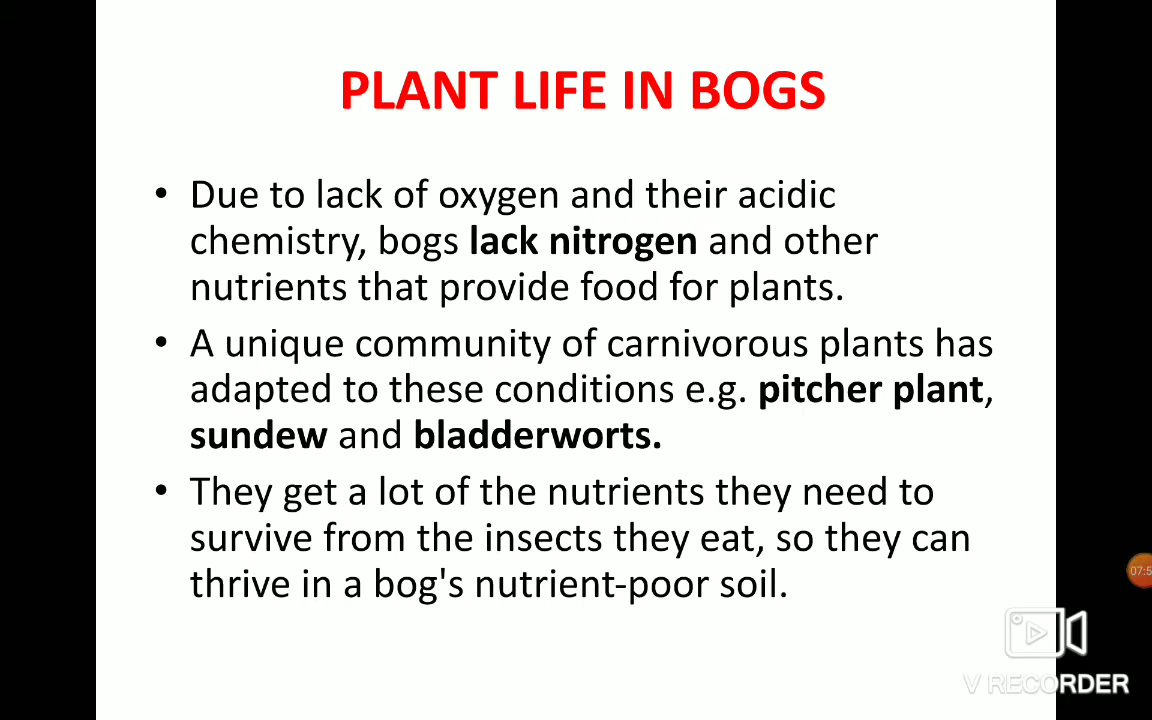 PLANT LIFE IN BOGS
• Due to lack of oxygen and their acidic
chemistry, bogs lack nitrogen and other
nutrients that provide food for plants.
• A unique community of carnivorous plants has
adapted to these conditions e.g. pitcher plant,
sundew and bladderworts.
• They get a lot of the nutrients they need to
survive from the insects they eat, so they can
thrive in a bog's nutrient-poor soil.
V RECORDER